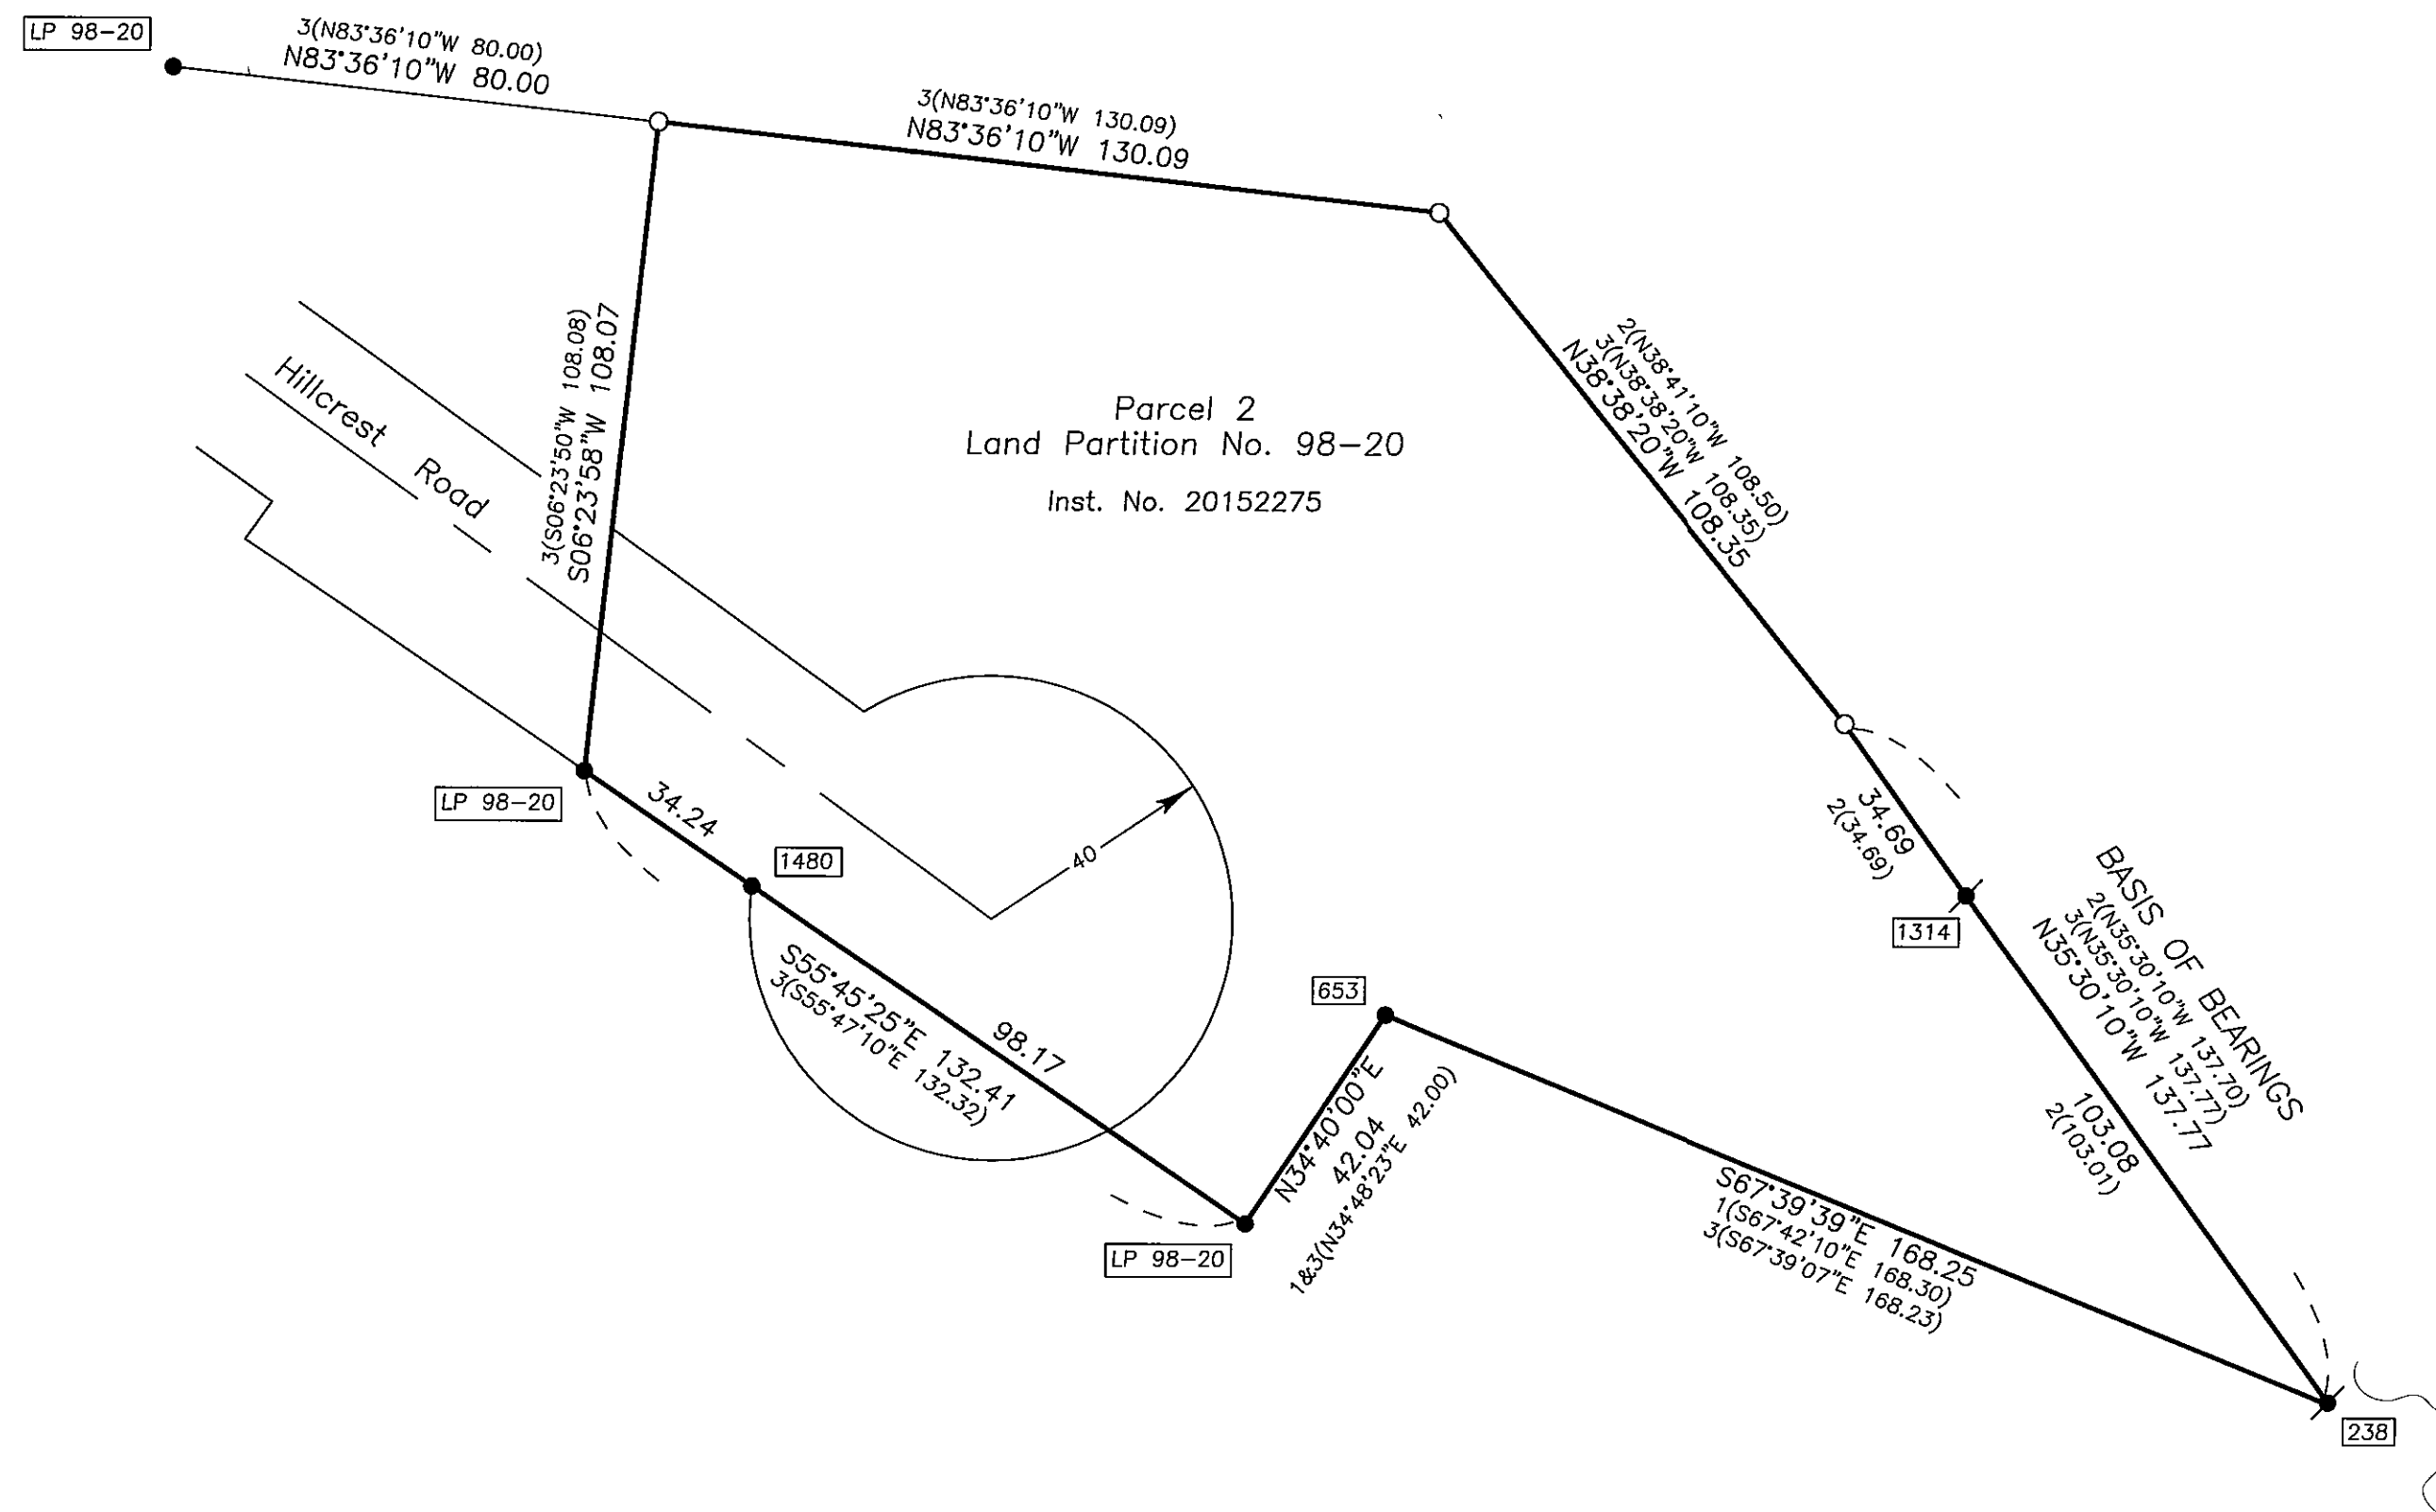 LP 98-20
3(N83°36'10"W 80.00)
N83°36'10"W 80.00
3(N83°36'10"W 130.09)
N83°36'10"W 130.09
3(S06°23'50"W 108.08)
S06°23'58"W 108.07
Hillcrest Road
Parcel 2
Land Partition No. 98-20
Inst. No. 20152275
2(N38°41'10"W 108.50)
3(N38°38'20"W 108.35)
N38°38'20"W 108.35
LP 98-20
34.24
1480
40
34.69
2(34.69)
1314
BASIS OF BEARINGS
2(N35°30'10"W 137.70)
3(N35°30'10"W 137.77)
N35°30'10"W 137.77
103.08
2(103.01)
98.17
S55°45'25"E 132.41
3(S55°47'10"E 132.32)
653
N34°40'00"E
42.04
1&3(N34°48'23"E 42.00)
LP 98-20
S67°39'39"E 168.25
1(S67°42'10"E 168.30)
3(S67°39'07"E 168.23)
238